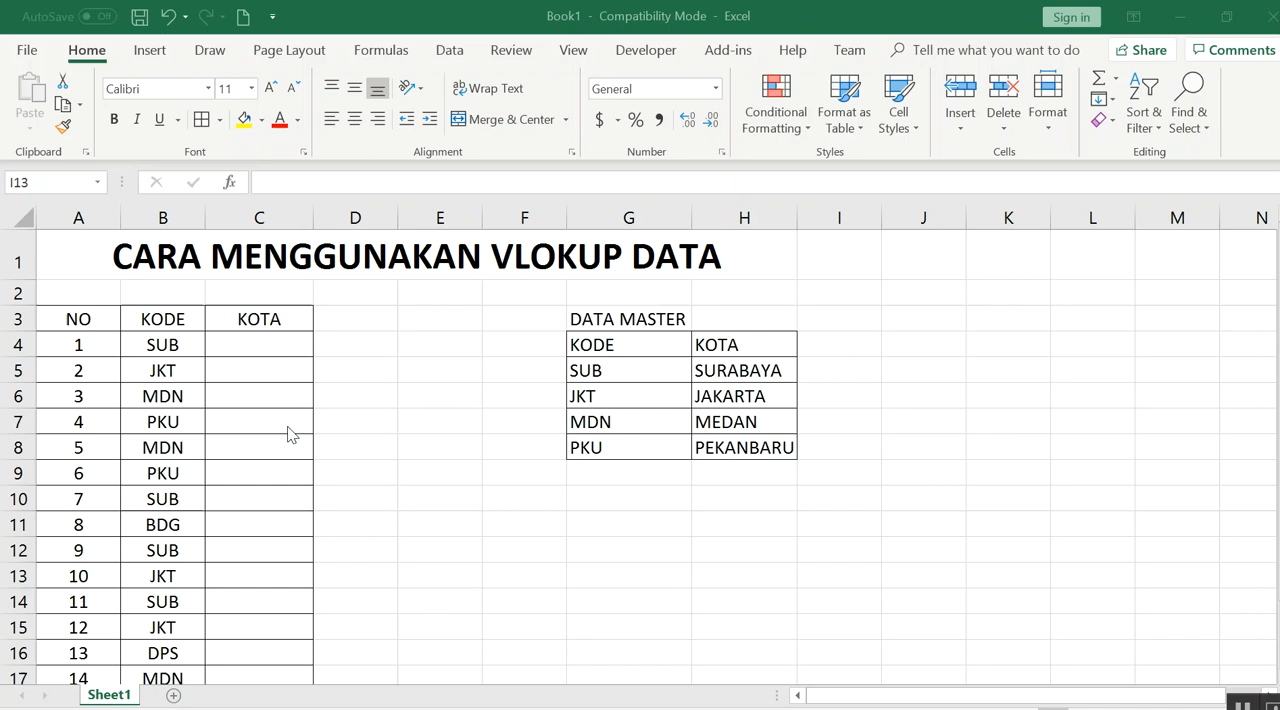 AutoSave Off Book1 - Compatibility Mode - Excel Sign in
File Home Insert Draw Page Layout Formulas Data Review View Developer Add-ins Help Team Tell me what you want to do Share Comments
Paste Calibri 11 A A Wrap Text General Conditional Formatting Format as Table Cell Styles Insert Delete Format Sort & Filter Find & Select
B I U A Merge & Center $ % , .00 .00
Clipboard Font Alignment Number Styles Cells Editing
I13 fx
A B C D E F G H I J K L M N
1 CARA MENGGUNAKAN VLOKUP DATA
2
3 NO KODE KOTA DATA MASTER
4 1 SUB KODE KOTA
5 2 JKT SUB SURABAYA
6 3 MDN JKT JAKARTA
7 4 PKU MDN MEDAN
8 5 MDN PKU PEKANBARU
9 6 PKU
10 7 SUB
11 8 BDG
12 9 SUB
13 10 JKT
14 11 SUB
15 12 JKT
16 13 DPS
17 14 MDN
Sheet1